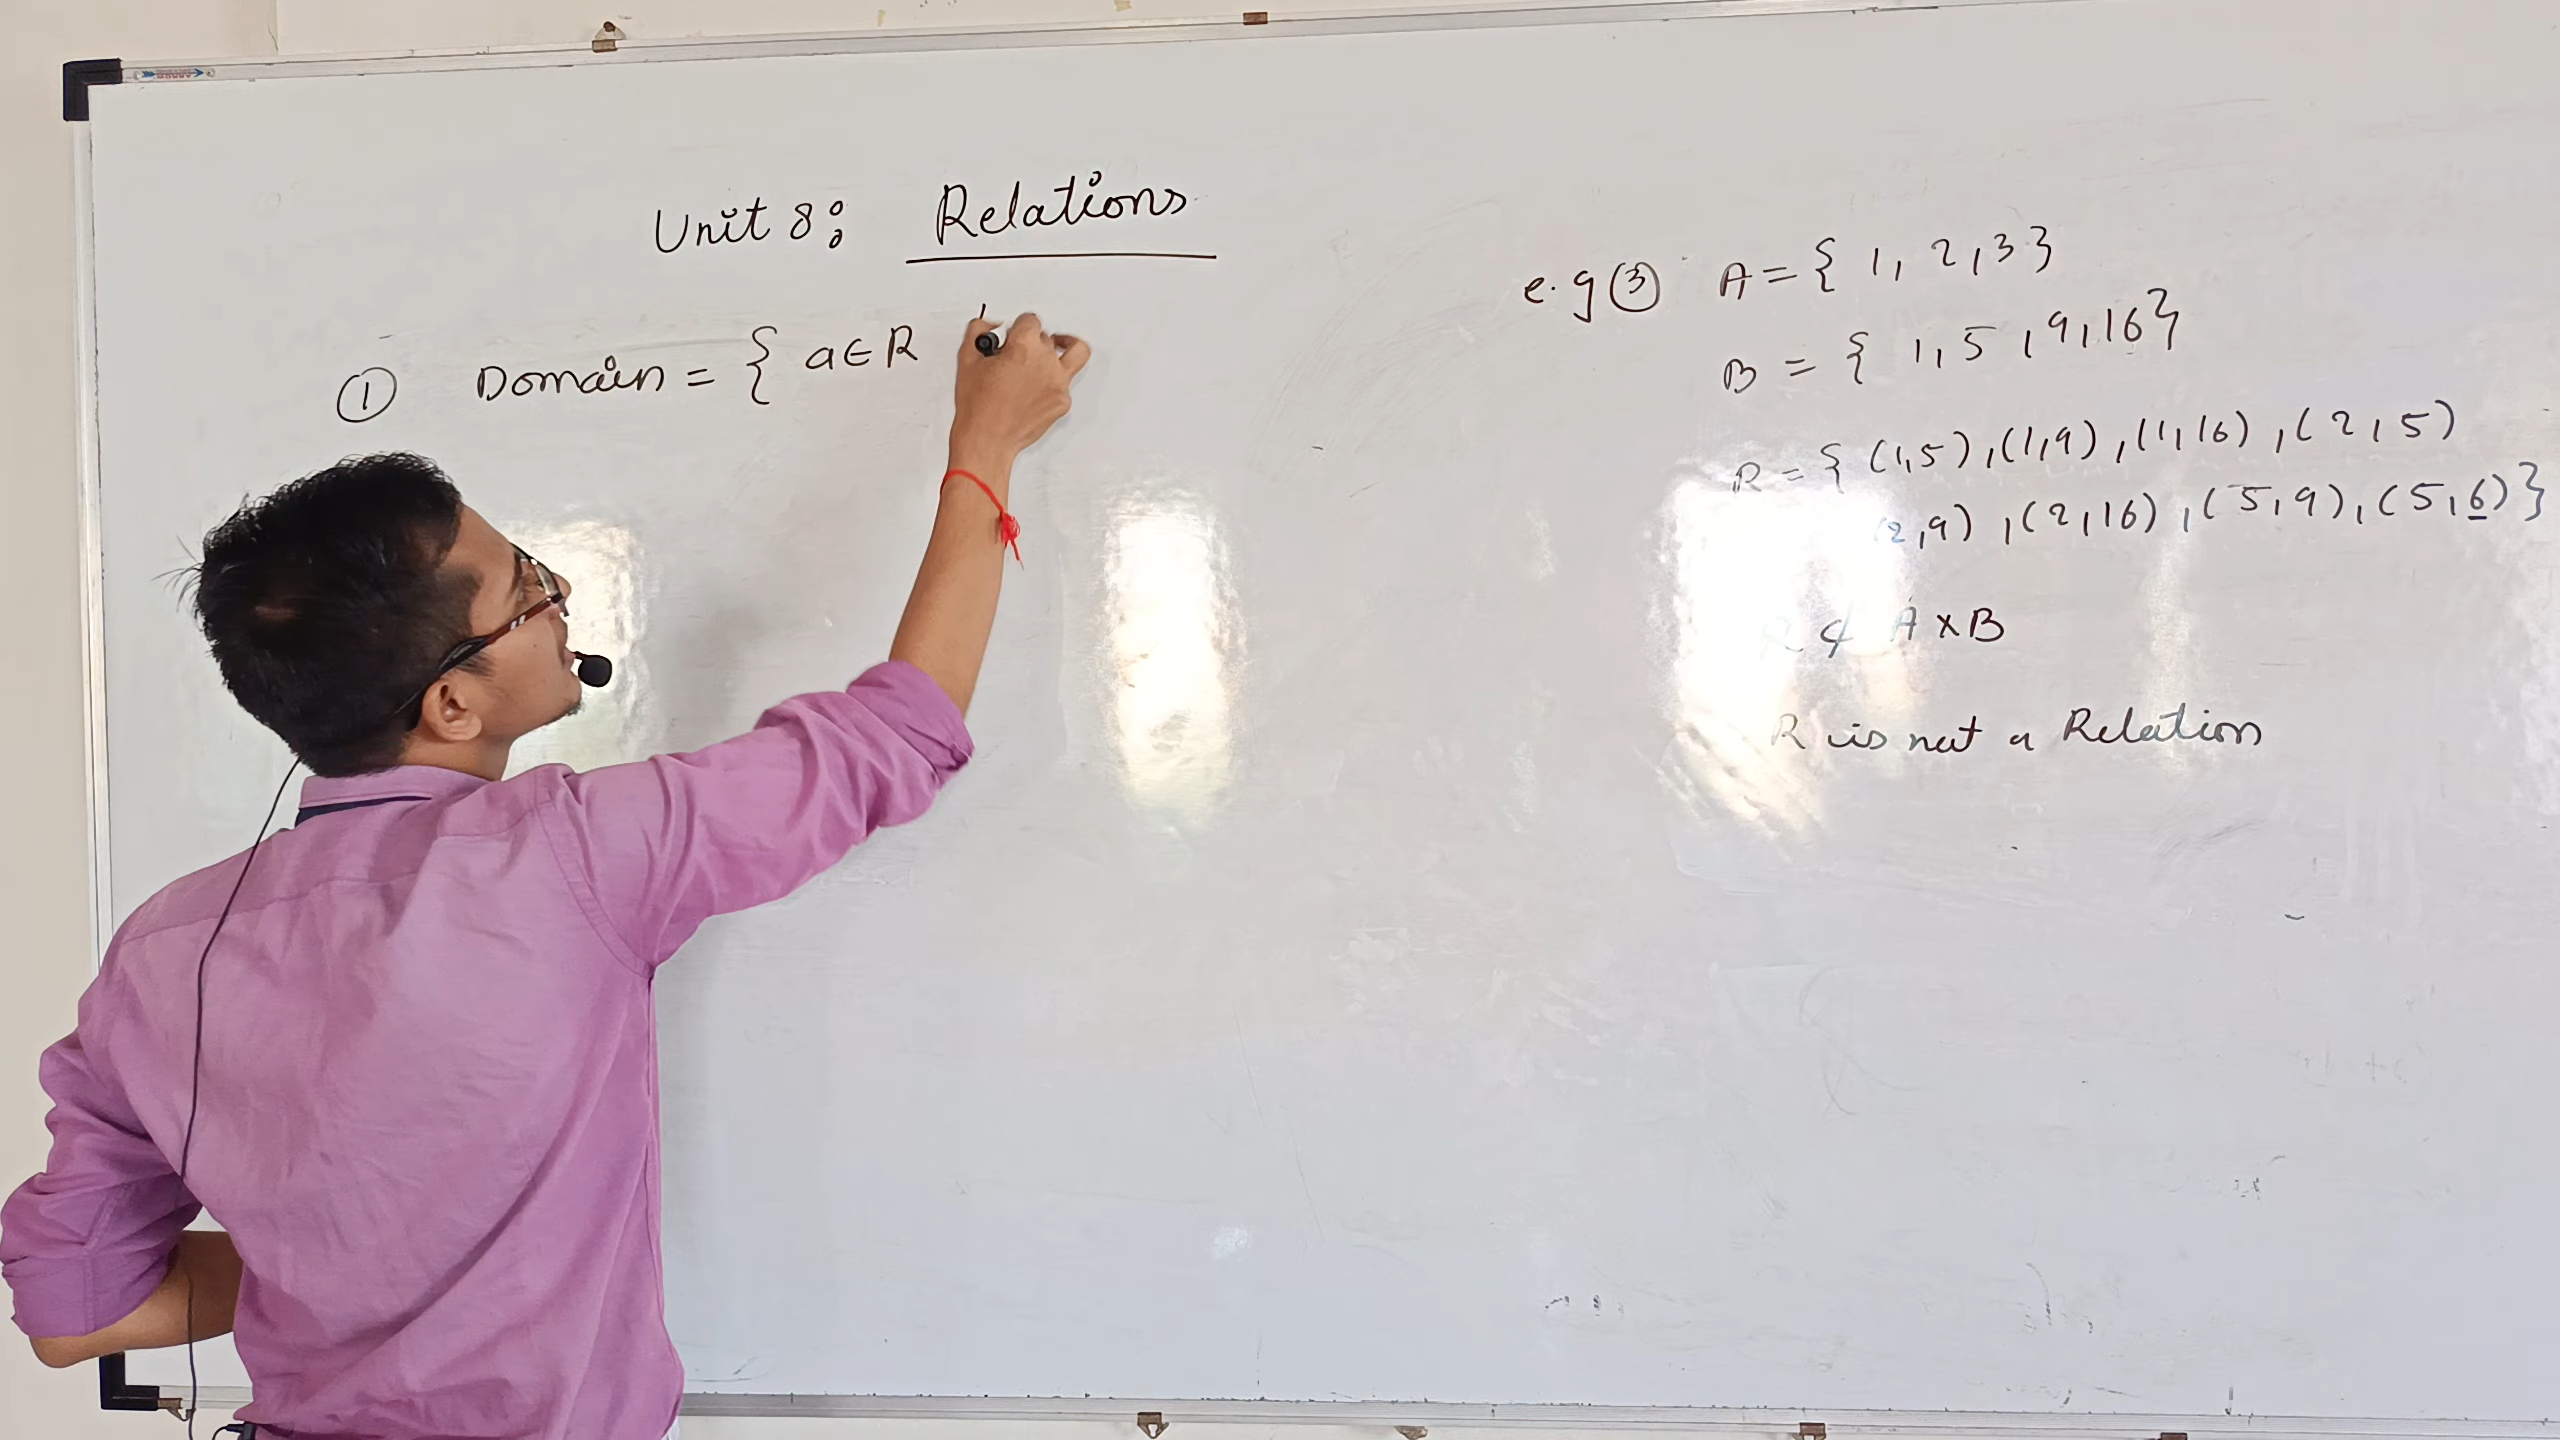 Unit 8: Relations
① Domain = { a∈R
e.g ③ A = { 1, 2, 3 }
B = { 1, 5, 9, 16 }
R = { (1,5), (1,9), (1,16), (2,5)
(2,9), (2,16), (5,9), (5,6) }
R ⊄ A × B
R is not a Relation